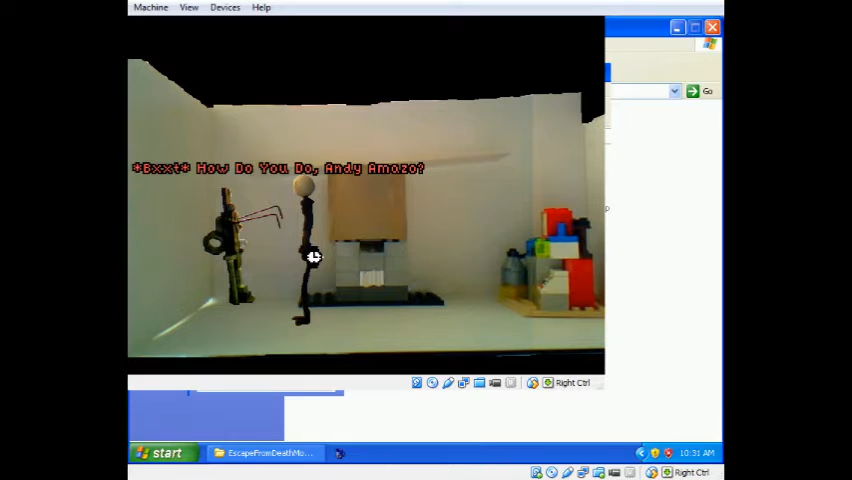 Machine View Devices Help
Go
*Bxxt* How Do You Do, Andy Amazo?
Right Ctrl
start
EscapeFromDeathMo...
10:31 AM
Right Ctrl